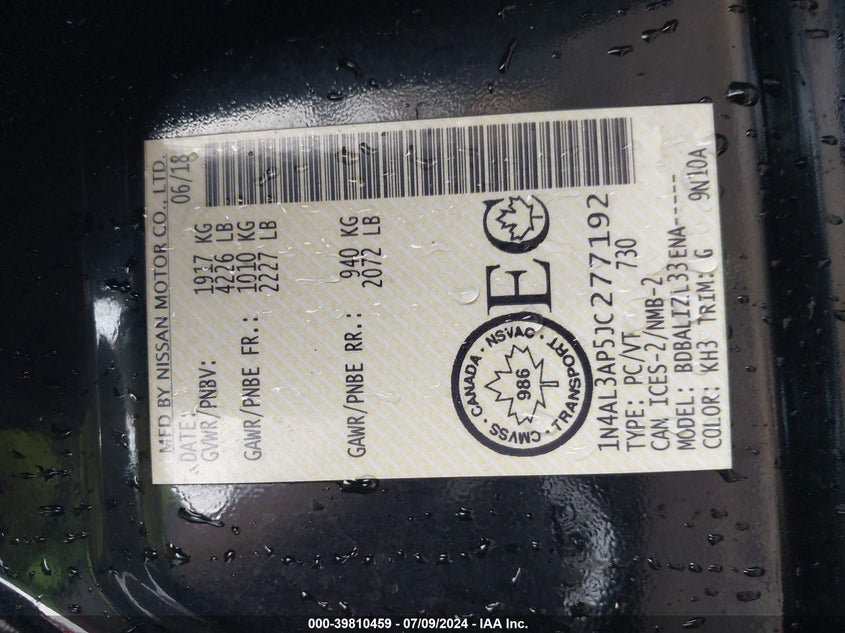 MFD BY NISSAN MOTOR CO., LTD.
DATE: 06/18
GVWR/PNBV: 1917 KG
4226 LB
GAWR/PNBE FR.: 1010 KG
2227 LB
GAWR/PNBE RR.: 940 KG
2072 LB
CANADA · NSVAC · TRANSPORT · CMVSS ·
986
EC
1N4AL3AP5JC277192
TYPE: PC/VT 730
CAN ICES-2/NMB-2
MODEL: BDBALIZL33ENA-----
COLOR: KH3 TRIM: G 9N10A
000-39810459 - 07/09/2024 - IAA Inc.